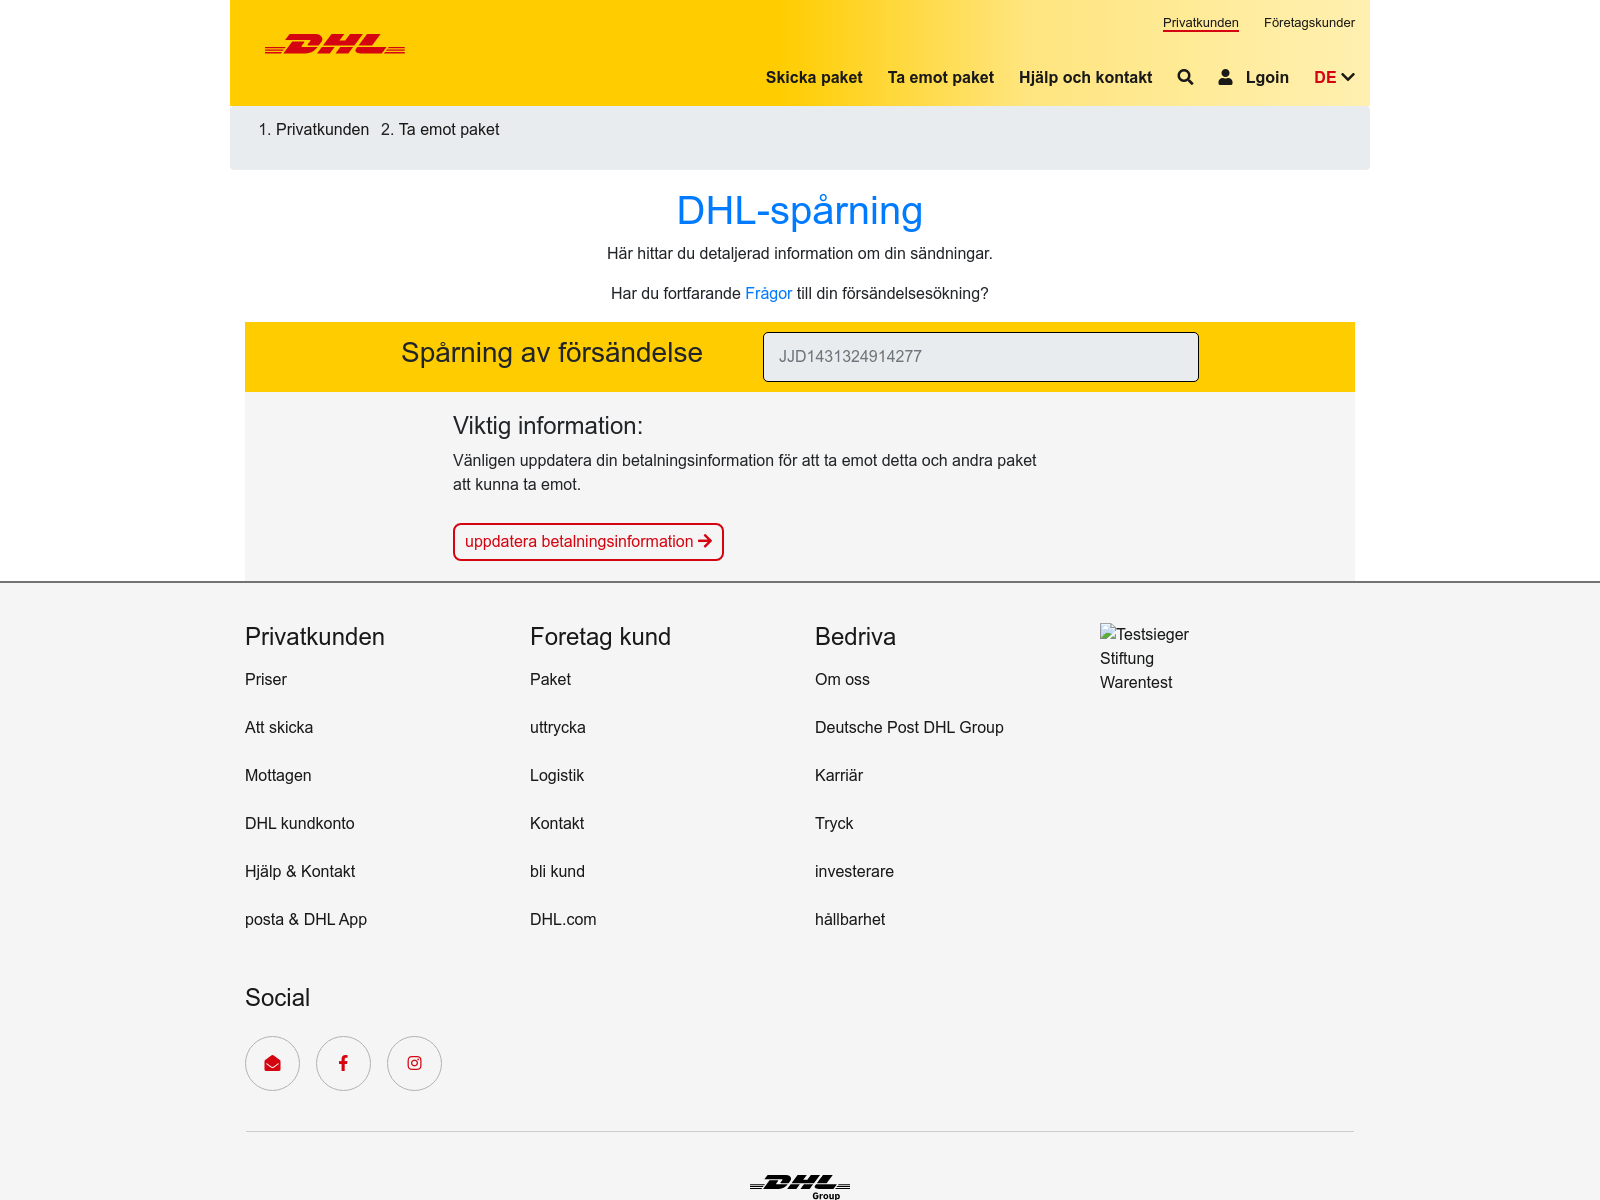 Privatkunden Företagskunder
DHL
Skicka paket Ta emot paket Hjälp och kontakt Lgoin DE
1. Privatkunden 2. Ta emot paket
DHL-spårning
Här hittar du detaljerad information om din sändningar.
Har du fortfarande Frågor till din försändelsesökning?
Spårning av försändelse JJD1431324914277
Viktig information:
Vänligen uppdatera din betalningsinformation för att ta emot detta och andra paket
att kunna ta emot.
uppdatera betalningsinformation
Privatkunden
Priser
Att skicka
Mottagen
DHL kundkonto
Hjälp & Kontakt
posta & DHL App
Foretag kund
Paket
uttrycka
Logistik
Kontakt
bli kund
DHL.com
Bedriva
Om oss
Deutsche Post DHL Group
Karriär
Tryck
investerare
hållbarhet
Testsieger
Stiftung
Warentest
Social
DHL
Group